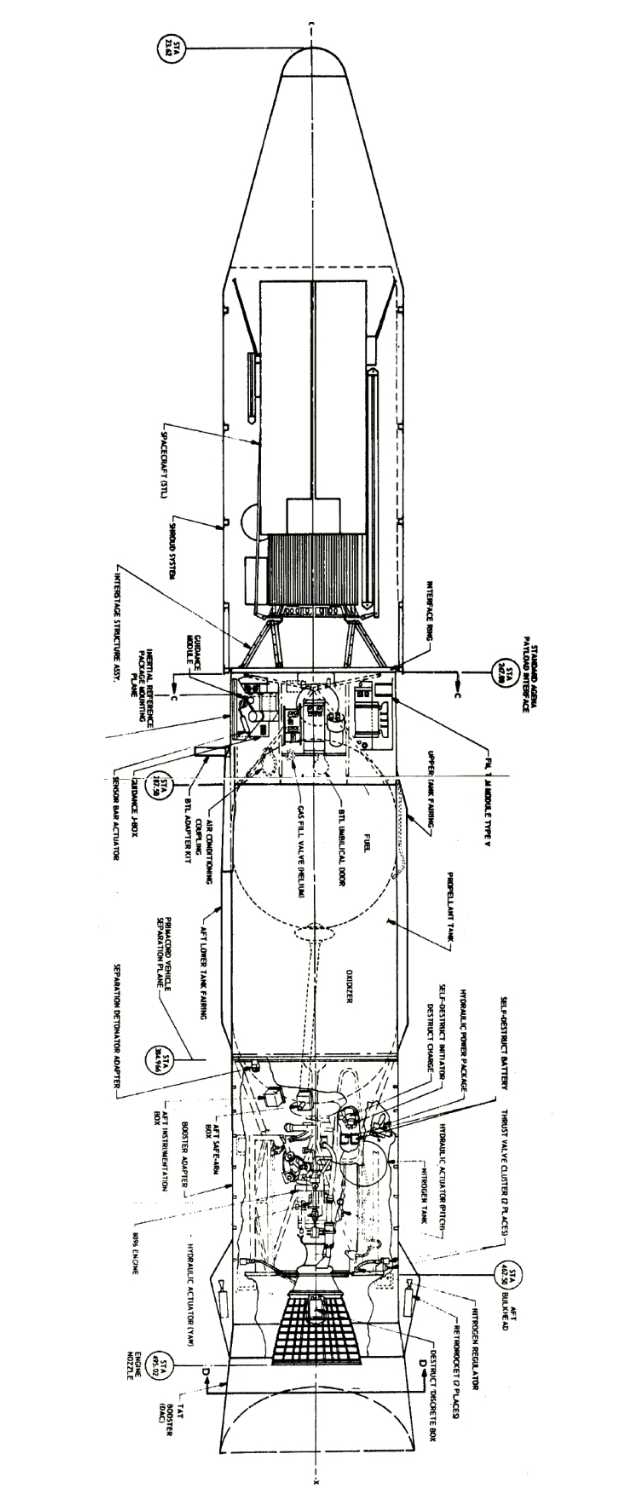 STA
23.62
SPACECRAFT (STL)
SHROUD SYSTEM
INTERSTAGE STRUCTURE ASSY.
INTERFACE RING
STANDARD AGENA
PAYLOAD INTERFACE
STA
247.00
C
C
GUIDANCE
MODULE
INERTIAL REFERENCE
PACKAGE MOUNTING
PLANE
SENSOR BAR ACTUATOR
GUIDANCE J-BOX
BTL ADAPTER KIT
AIR CONDITIONING
COUPLING
GAS FILL VALVE (HELIUM)
BTL UMBILICAL DOOR
MODULE TYPE V
UPPER TANK FAIRING
STA
287.50
FUEL
PROPELLANT TANK
OXIDIZER
AFT LOWER TANK FAIRING
PRIMACORD VEHICLE
SEPARATION PLANE
SEPARATION DETONATOR ADAPTER
STA
384.966
SELF-DESTRUCT BATTERY
HYDRAULIC POWER PACKAGE
SELF-DESTRUCT INITIATOR
DESTRUCT CHARGE
THRUST VALVE CLUSTER (2 PLACES)
HYDRAULIC ACTUATOR (PITCH)
NITROGEN TANK
AFT SAFE-ARM
BOX
AFT INSTRUMENTATION
BOX
BOOSTER ADAPTER
8096 ENGINE
HYDRAULIC ACTUATOR (YAW)
AFT
BULKHEAD
STA
NITROGEN REGULATOR
RETROROCKET (2 PLACES)
DESTRUCT DISCRETE BOX
STA
495.02
ENGINE
NOZZLE
D
D
TAT
BOOSTER
(DAC)
-X